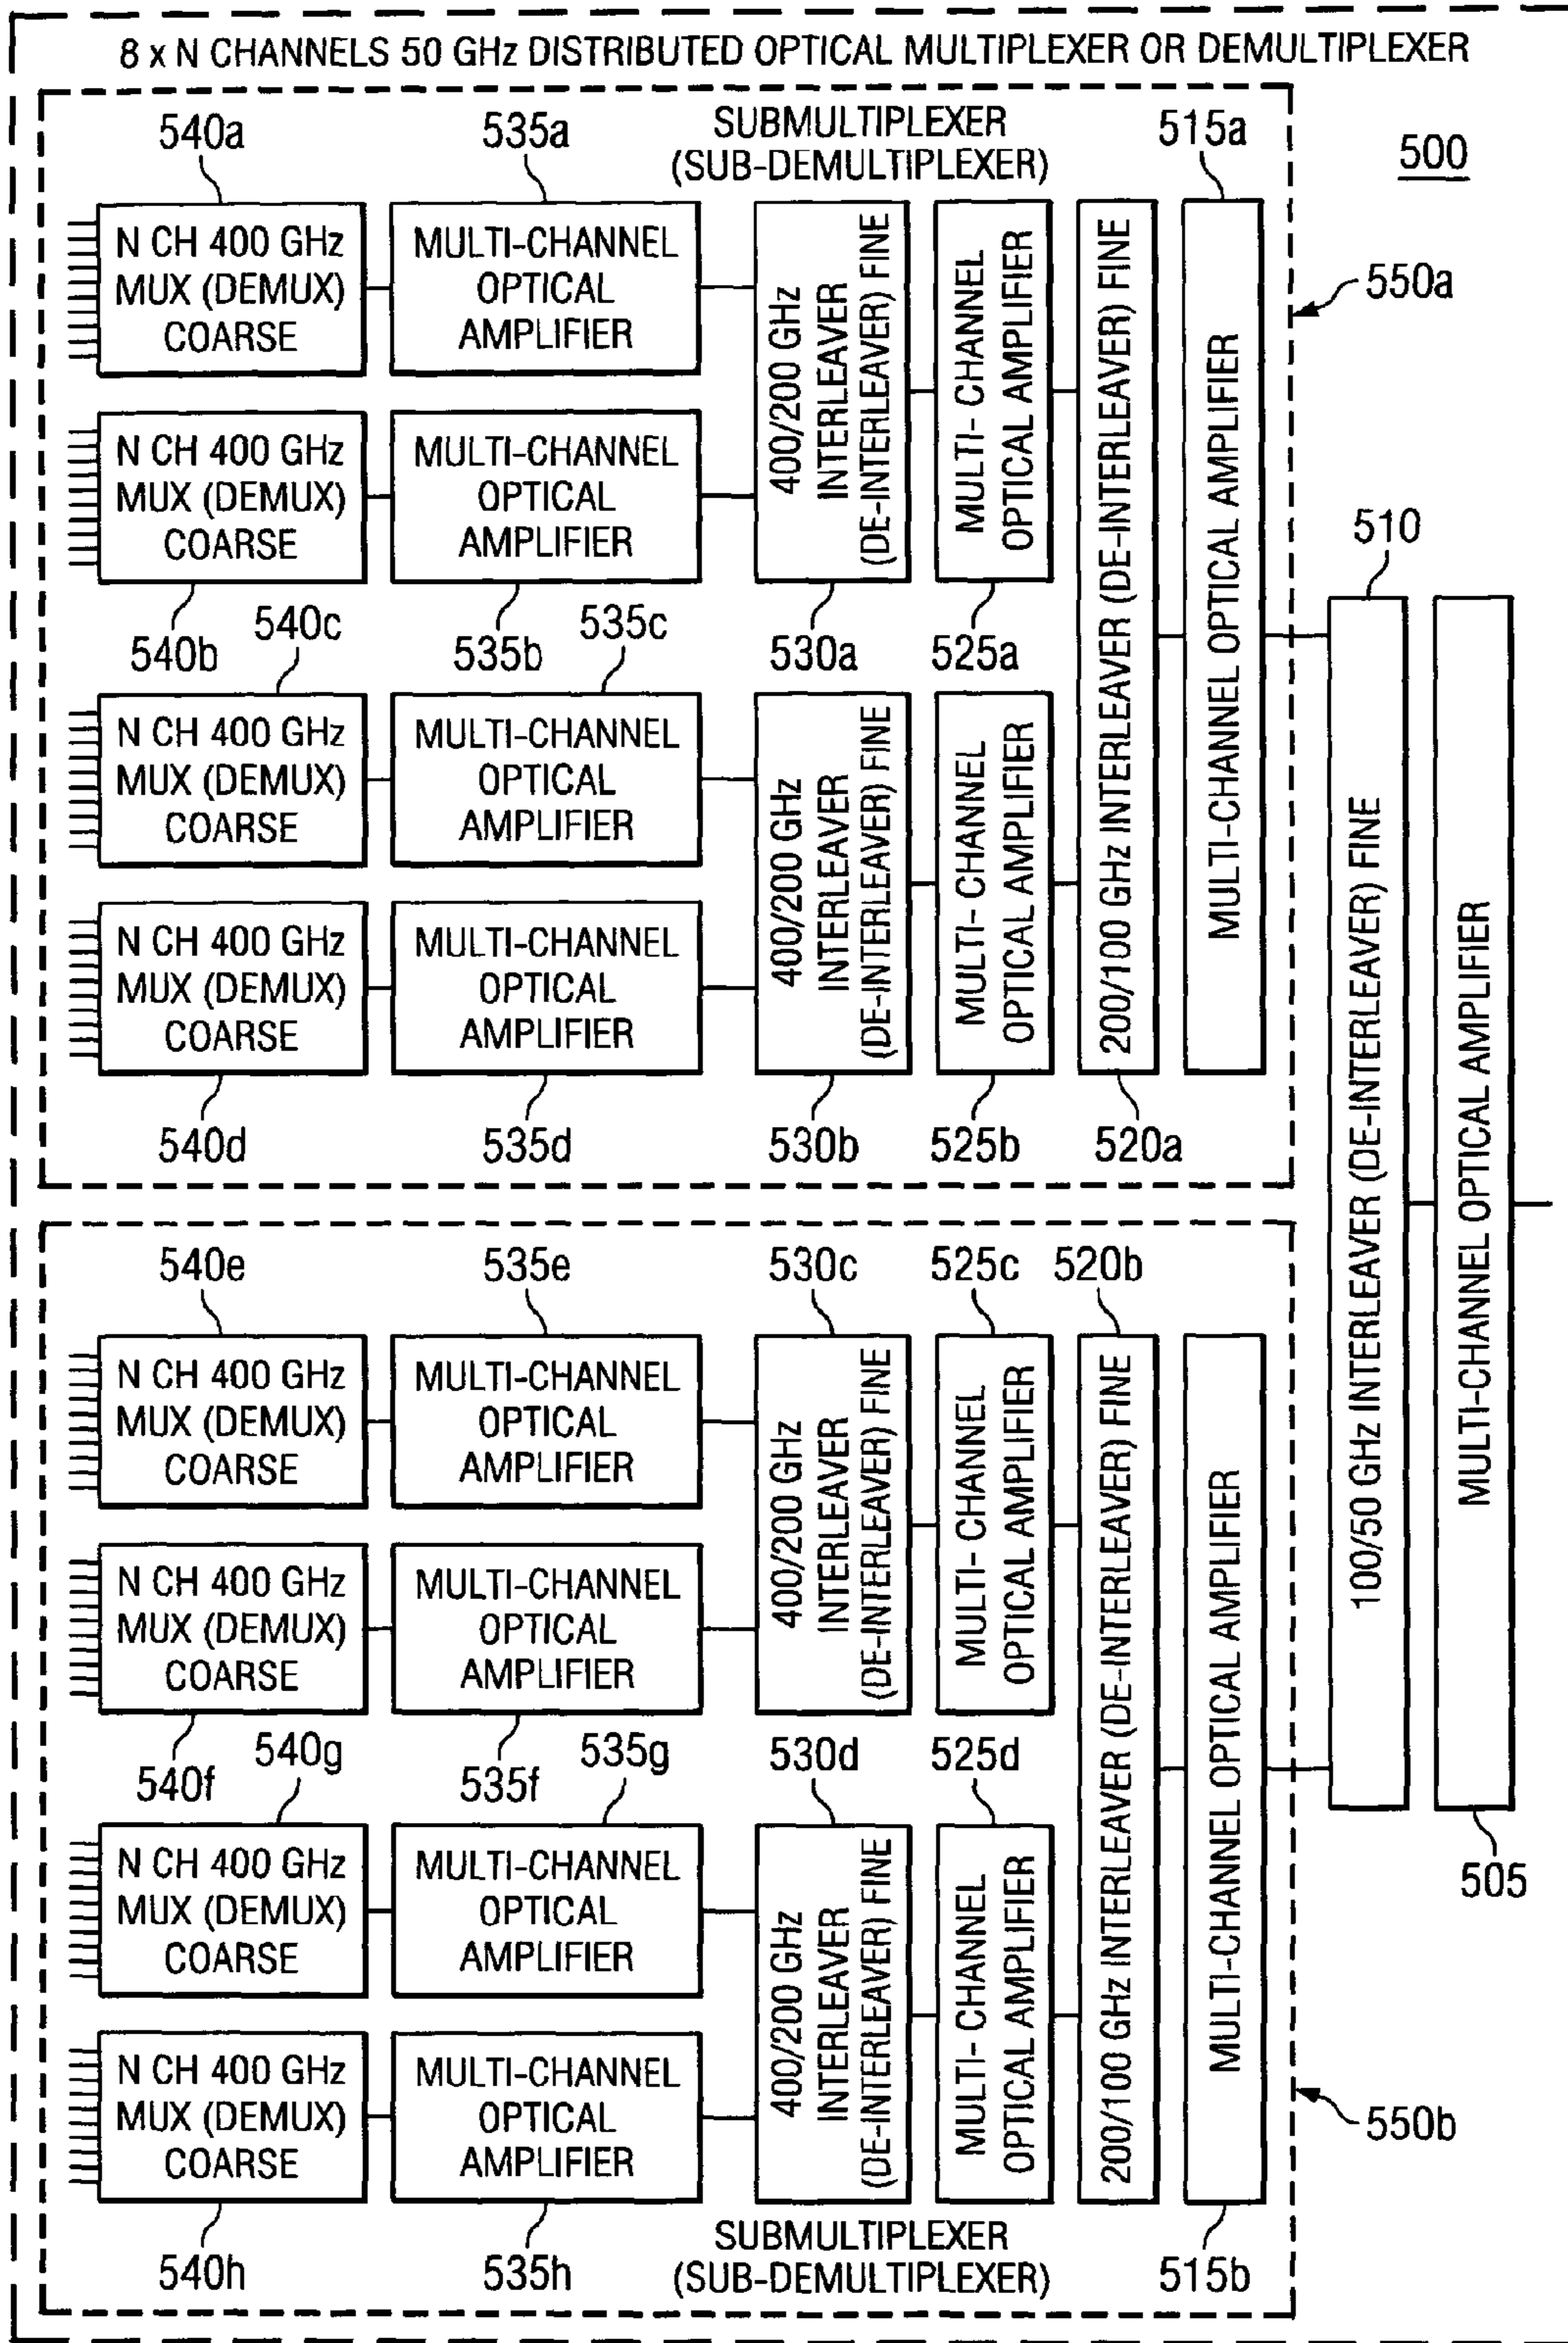 8 x N CHANNELS 50 GHz DISTRIBUTED OPTICAL MULTIPLEXER OR DEMULTIPLEXER
500
SUBMULTIPLEXER
(SUB-DEMULTIPLEXER)
550a
540a
N CH 400 GHz
MUX (DEMUX)
COARSE
535a
MULTI-CHANNEL
OPTICAL
AMPLIFIER
N CH 400 GHz
MUX (DEMUX)
COARSE
540b
MULTI-CHANNEL
OPTICAL
AMPLIFIER
535b
400/200 GHz
INTERLEAVER
(DE-INTERLEAVER) FINE
530a
MULTI- CHANNEL
OPTICAL AMPLIFIER
525a
540c
N CH 400 GHz
MUX (DEMUX)
COARSE
535c
MULTI-CHANNEL
OPTICAL
AMPLIFIER
N CH 400 GHz
MUX (DEMUX)
COARSE
540d
MULTI-CHANNEL
OPTICAL
AMPLIFIER
535d
400/200 GHz
INTERLEAVER
(DE-INTERLEAVER) FINE
530b
MULTI- CHANNEL
OPTICAL AMPLIFIER
525b
200/100 GHz INTERLEAVER (DE-INTERLEAVER) FINE
520a
515a
MULTI-CHANNEL OPTICAL AMPLIFIER
510
100/50 GHz INTERLEAVER (DE-INTERLEAVER) FINE
MULTI-CHANNEL OPTICAL AMPLIFIER
505
540e
N CH 400 GHz
MUX (DEMUX)
COARSE
535e
MULTI-CHANNEL
OPTICAL
AMPLIFIER
N CH 400 GHz
MUX (DEMUX)
COARSE
540f
MULTI-CHANNEL
OPTICAL
AMPLIFIER
535f
530c
400/200 GHz
INTERLEAVER
(DE-INTERLEAVER) FINE
525c
MULTI- CHANNEL
OPTICAL AMPLIFIER
540g
N CH 400 GHz
MUX (DEMUX)
COARSE
535g
MULTI-CHANNEL
OPTICAL
AMPLIFIER
N CH 400 GHz
MUX (DEMUX)
COARSE
540h
MULTI-CHANNEL
OPTICAL
AMPLIFIER
535h
530d
400/200 GHz
INTERLEAVER
(DE-INTERLEAVER) FINE
525d
MULTI- CHANNEL
OPTICAL AMPLIFIER
520b
200/100 GHz INTERLEAVER (DE-INTERLEAVER) FINE
MULTI-CHANNEL OPTICAL AMPLIFIER
515b
550b
SUBMULTIPLEXER
(SUB-DEMULTIPLEXER)